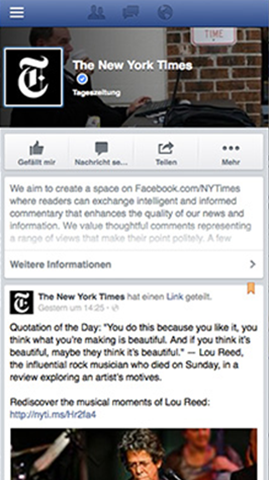 TIME
The New York Times
Tageszeitung
Gefällt mir
Nachricht se...
Teilen
Mehr
We aim to create a space on Facebook.com/NYTimes
where readers can exchange intelligent and informed
commentary that enhances the quality of our news and
information. We value thoughtful comments representing
a range of views that make their point politely. A few
Weitere Informationen
The New York Times hat einen Link geteilt.
Gestern um 14:25
Quotation of the Day: "You do this because you like it, you
think what you're making is beautiful. And if you think it's
beautiful, maybe they think it's beautiful." — Lou Reed,
the influential rock musician who died on Sunday, in a
review exploring an artist's motives.
Rediscover the musical moments of Lou Reed:
http://nyti.ms/Hr2fa4